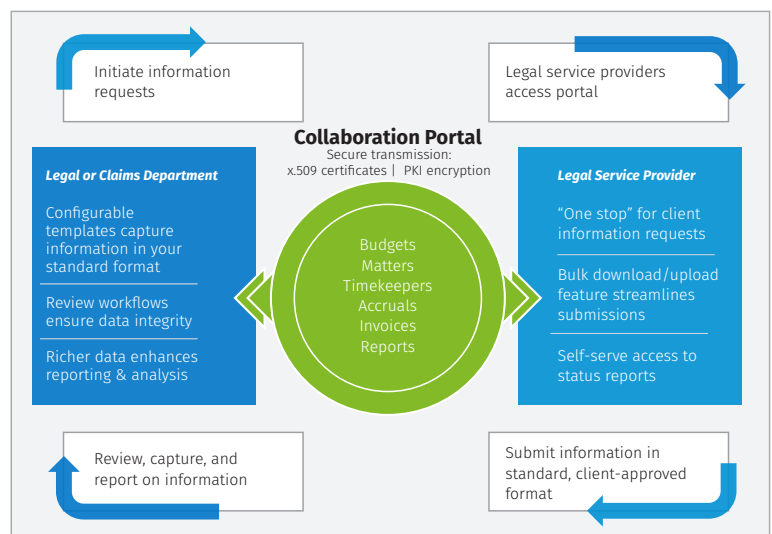 Initiate information
requests
Legal service providers
access portal
Collaboration Portal
Secure transmission:
x.509 certificates | PKI encryption
Legal or Claims Department
Configurable
templates capture
information in your
standard format
Review workflows
ensure data integrity
Richer data enhances
reporting & analysis
Budgets
Matters
Timekeepers
Accruals
Invoices
Reports
Legal Service Provider
“One stop” for client
information requests
Bulk download/upload
feature streamlines
submissions
Self-serve access to
status reports
Review, capture, and
report on information
Submit information in
standard, client-approved
format